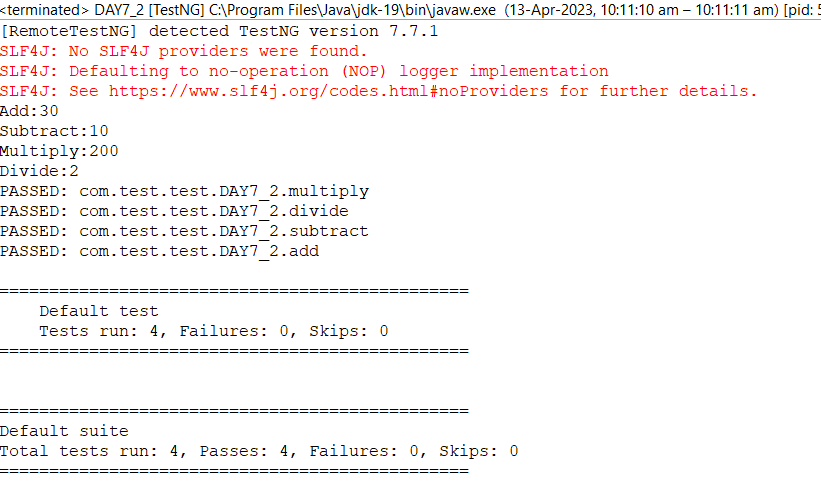 <terminated> DAY7_2 [TestNG] C:\Program Files\Java\jdk-19\bin\javaw.exe (13-Apr-2023, 10:11:10 am – 10:11:11 am) [pid: 5
[RemoteTestNG] detected TestNG version 7.7.1
SLF4J: No SLF4J providers were found.
SLF4J: Defaulting to no-operation (NOP) logger implementation
SLF4J: See https://www.slf4j.org/codes.html#noProviders for further details.
Add:30
Subtract:10
Multiply:200
Divide:2
PASSED: com.test.test.DAY7_2.multiply
PASSED: com.test.test.DAY7_2.divide
PASSED: com.test.test.DAY7_2.subtract
PASSED: com.test.test.DAY7_2.add
===============================================
    Default test
    Tests run: 4, Failures: 0, Skips: 0
===============================================
===============================================
Default suite
Total tests run: 4, Passes: 4, Failures: 0, Skips: 0
===============================================